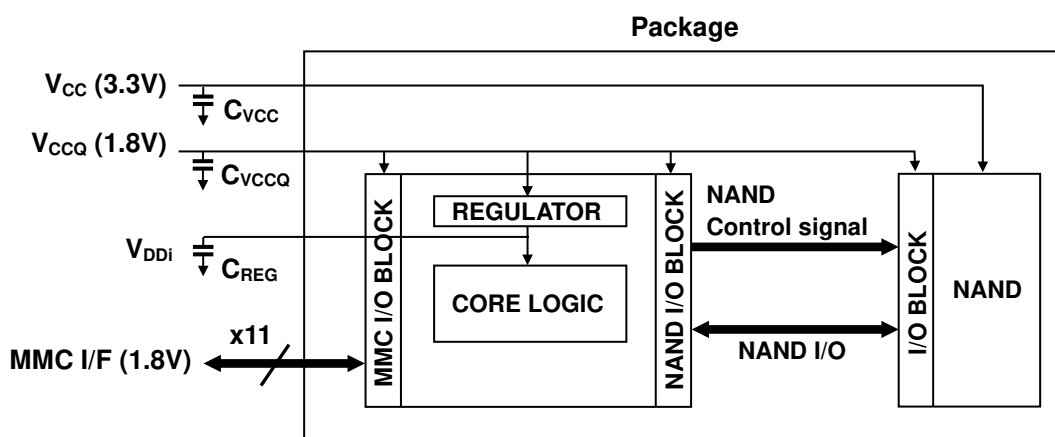 Package
VCC (3.3V)
CVCC
VCCQ (1.8V)
CVCCQ
VDDi
CREG
x11
MMC I/F (1.8V)
MMC I/O BLOCK
REGULATOR
CORE LOGIC
NAND I/O BLOCK
NAND
Control signal
NAND I/O
I/O BLOCK
NAND